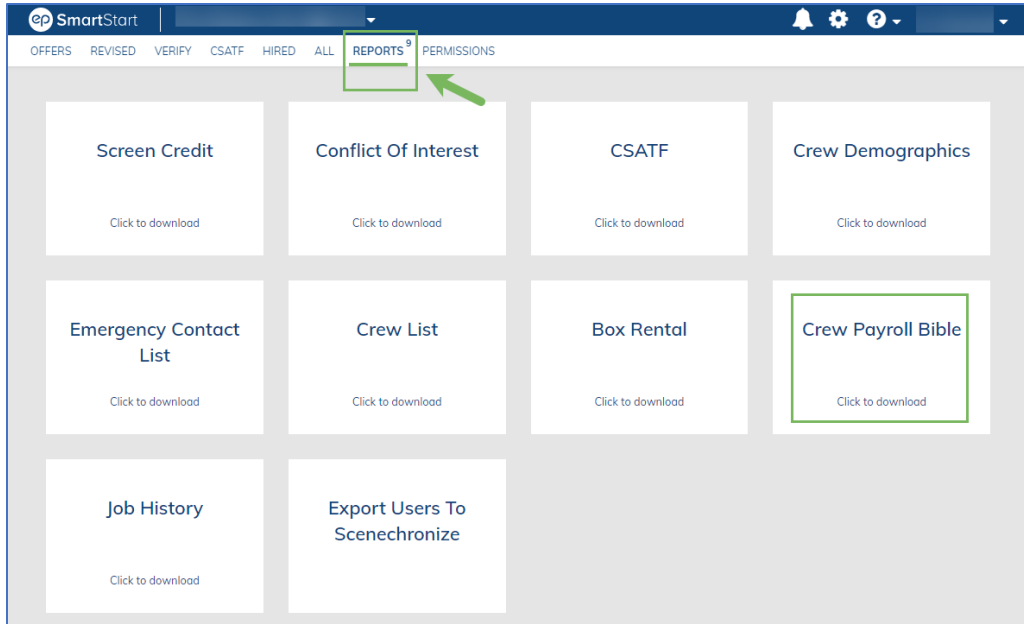 ep SmartStart
OFFERS REVISED VERIFY CSATF HIRED ALL REPORTS 9 PERMISSIONS
Screen Credit
Click to download
Conflict Of Interest
Click to download
CSATF
Click to download
Crew Demographics
Click to download
Emergency Contact
List
Click to download
Crew List
Click to download
Box Rental
Click to download
Crew Payroll Bible
Click to download
Job History
Click to download
Export Users To
Scenechronize